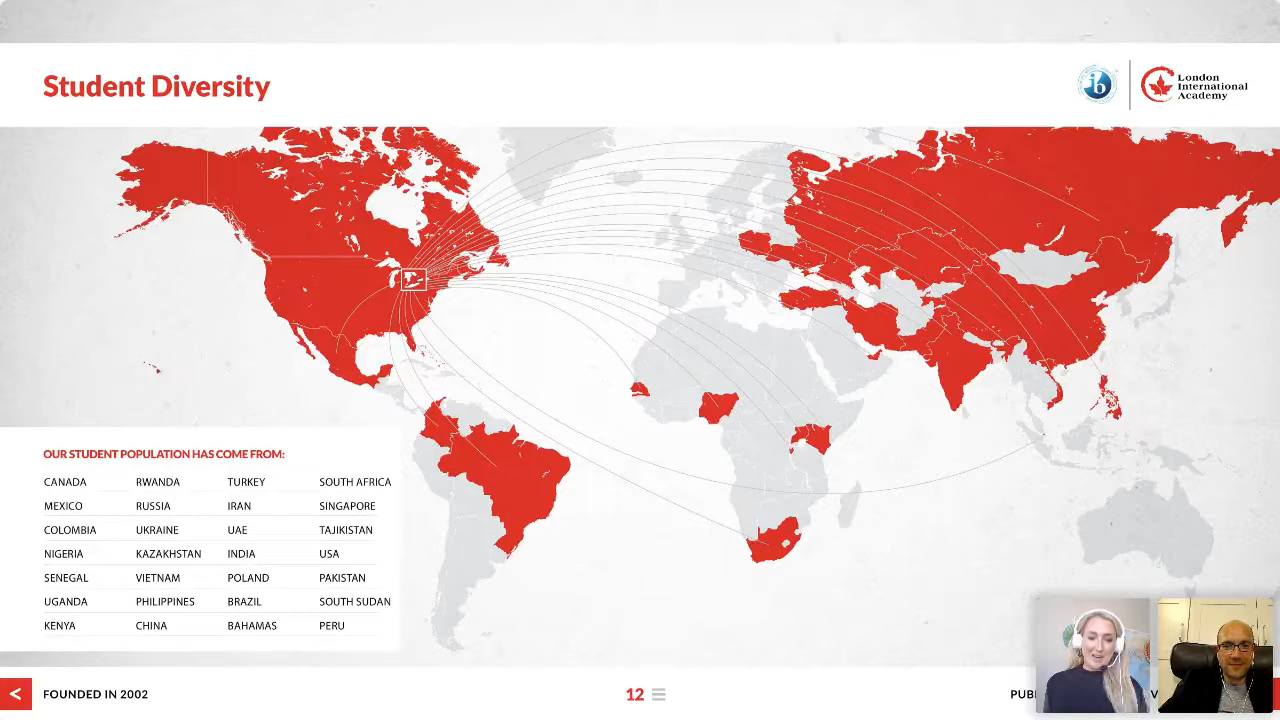 Student Diversity
ib
London
International
Academy
OUR STUDENT POPULATION HAS COME FROM:
CANADA RWANDA TURKEY SOUTH AFRICA
MEXICO RUSSIA IRAN SINGAPORE
COLOMBIA UKRAINE UAE TAJIKISTAN
NIGERIA KAZAKHSTAN INDIA USA
SENEGAL VIETNAM POLAND PAKISTAN
UGANDA PHILIPPINES BRAZIL SOUTH SUDAN
KENYA CHINA BAHAMAS PERU
< FOUNDED IN 2002 12